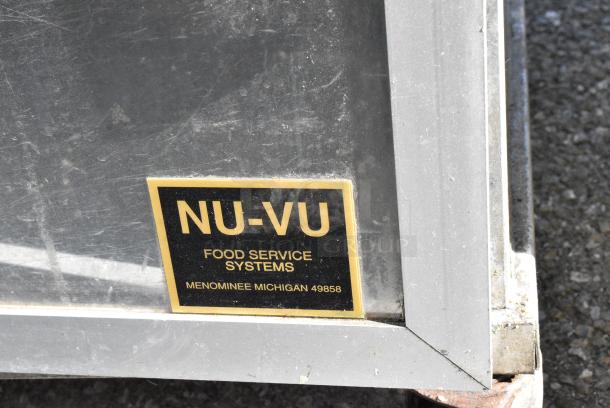 NU-VU
FOOD SERVICE
SYSTEMS
MENOMINEE MICHIGAN 49858